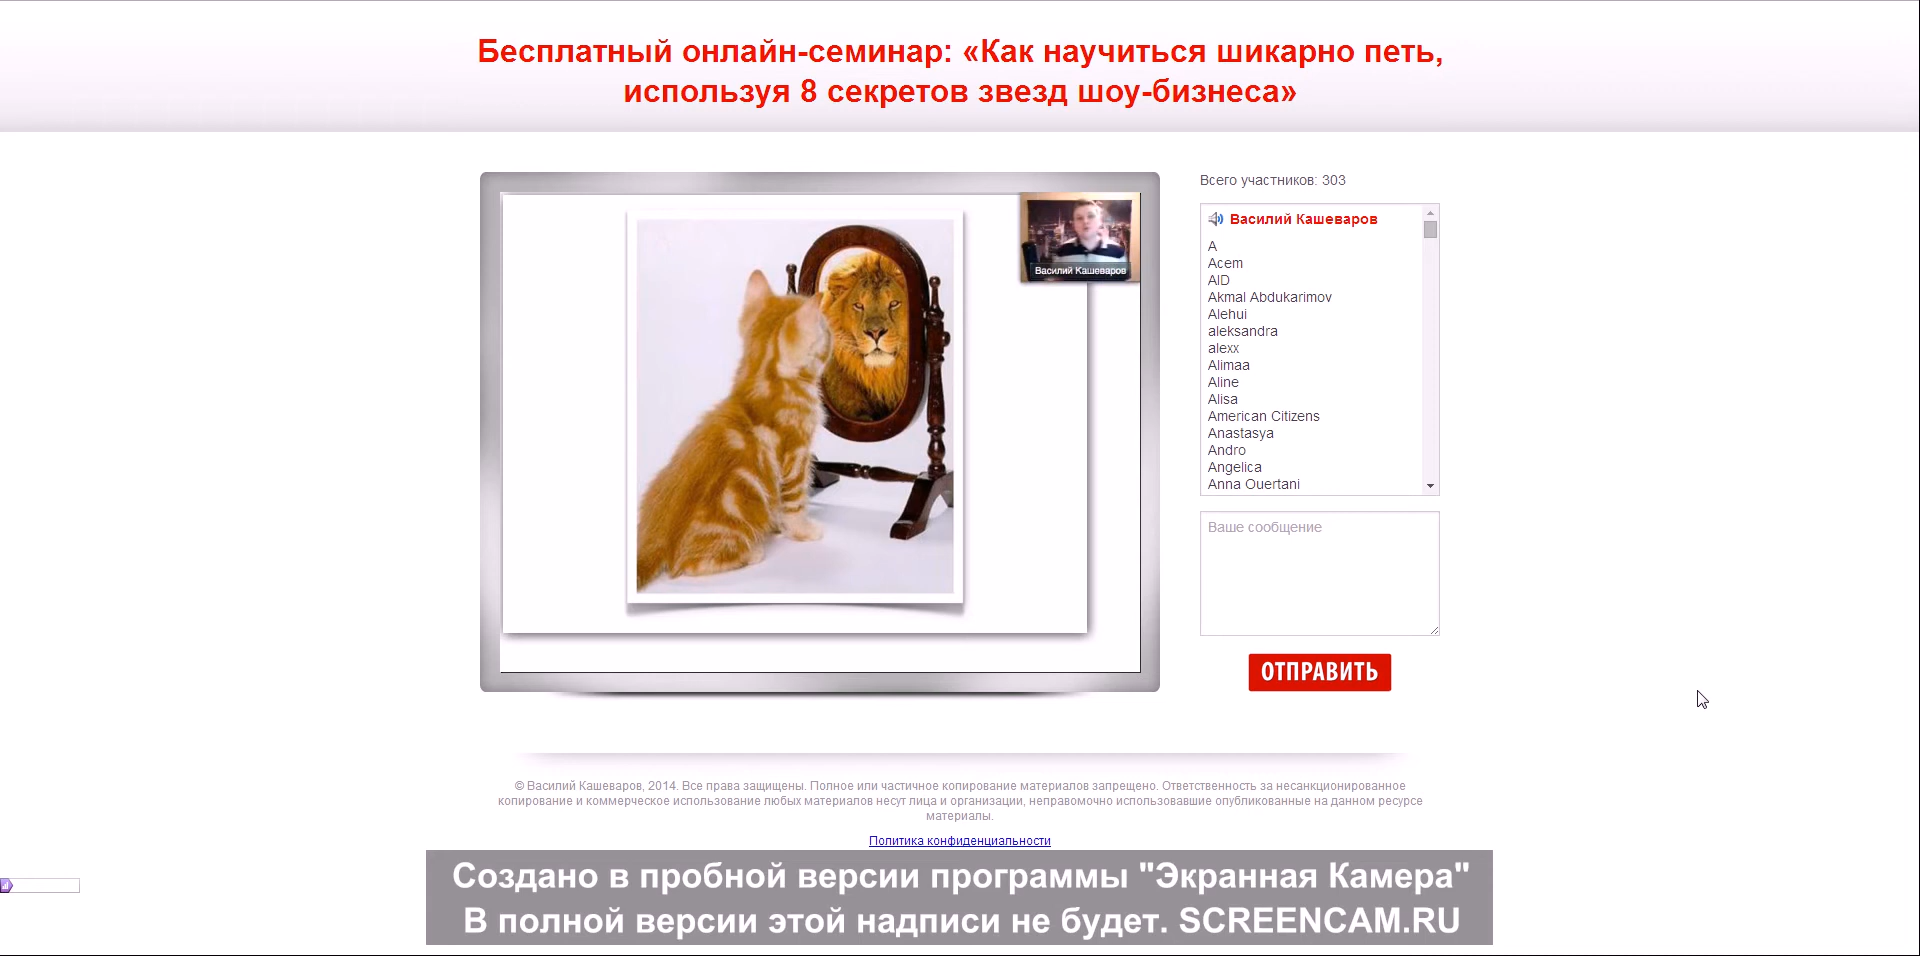 Бесплатный онлайн-семинар: «Как научиться шикарно петь,
используя 8 секретов звезд шоу-бизнеса»
Василий Кашеваров
Всего участников: 303
Василий Кашеваров
A
Acem
AID
Akmal Abdukarimov
Alehui
aleksandra
alexx
Alimaa
Aline
Alisa
American Citizens
Anastasya
Andro
Angelica
Anna Ouertani
Ваше сообщение
ОТПРАВИТЬ
© Василий Кашеваров, 2014. Все права защищены. Полное или частичное копирование материалов запрещено. Ответственность за несанкционированное
копирование и коммерческое использование любых материалов несут лица и организации, неправомочно использовавшие опубликованные на данном ресурсе
материалы.
Политика конфиденциальности
Создано в пробной версии программы "Экранная Камера"
В полной версии этой надписи не будет. SCREENCAM.RU